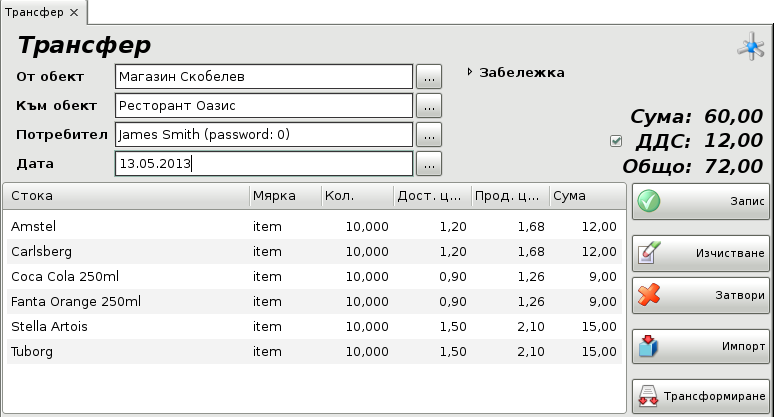 Трансфер ×
Трансфер
От обект Магазин Скобелев ... Забележка
Към обект Ресторант Оазис ...
Потребител James Smith (password: 0) ...
Дата 13.05.2013 ...
Сума: 60,00
ДДС: 12,00
Общо: 72,00
Стока Мярка Кол. Дост. ц... Прод. ц... Сума
Amstel item 10,000 1,20 1,68 12,00
Carlsberg item 10,000 1,20 1,68 12,00
Coca Cola 250ml item 10,000 0,90 1,26 9,00
Fanta Orange 250ml item 10,000 0,90 1,26 9,00
Stella Artois item 10,000 1,50 2,10 15,00
Tuborg item 10,000 1,50 2,10 15,00
Запис
Изчистване
Затвори
Импорт
Трансформиране